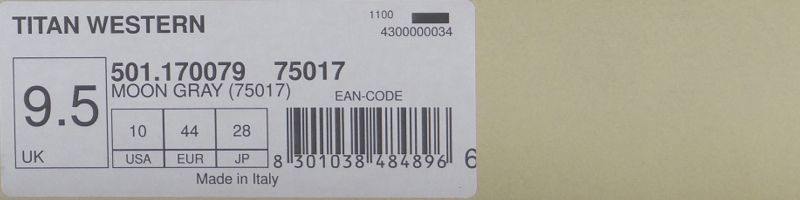 TITAN WESTERN
1100
4300000034
501.170079 75017
MOON GRAY (75017)
9.5
UK
10 44 28
USA EUR JP
EAN-CODE
8 301038 484896 6
Made in Italy